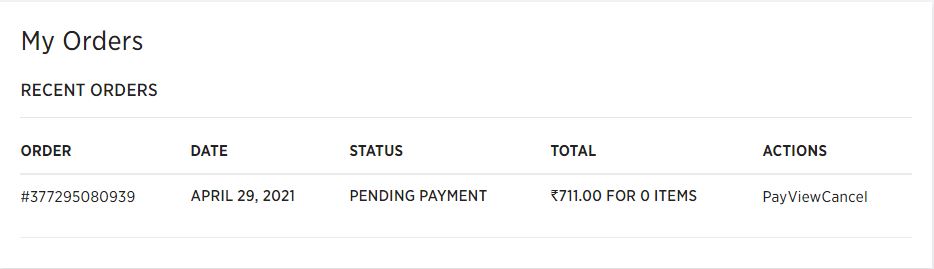 My Orders
RECENT ORDERS
ORDER DATE STATUS TOTAL ACTIONS
#377295080939 APRIL 29, 2021 PENDING PAYMENT ₹711.00 FOR 0 ITEMS PayViewCancel